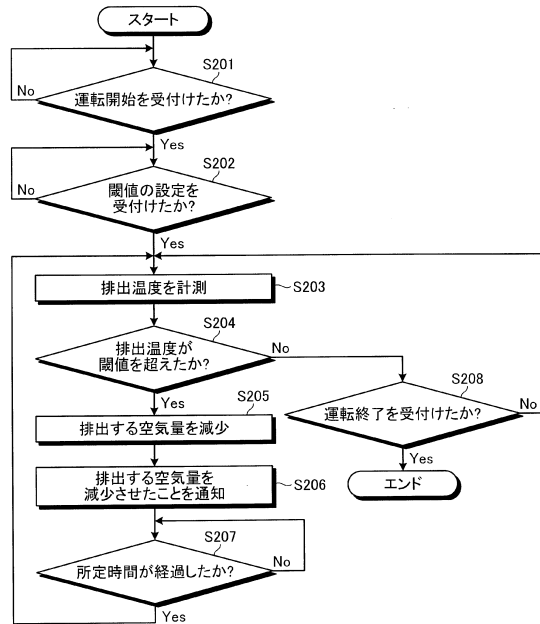 スタート
S201
運転開始を受付けたか?
No
Yes
S202
閾値の設定を
受付けたか?
No
Yes
排出温度を計測
S203
S204
排出温度が
閾値を超えたか?
No
Yes
S205
排出する空気量を減少
S208
運転終了を受付けたか?
No
Yes
エンド
排出する空気量を
減少させたことを通知
S206
S207
所定時間が経過したか?
No
Yes